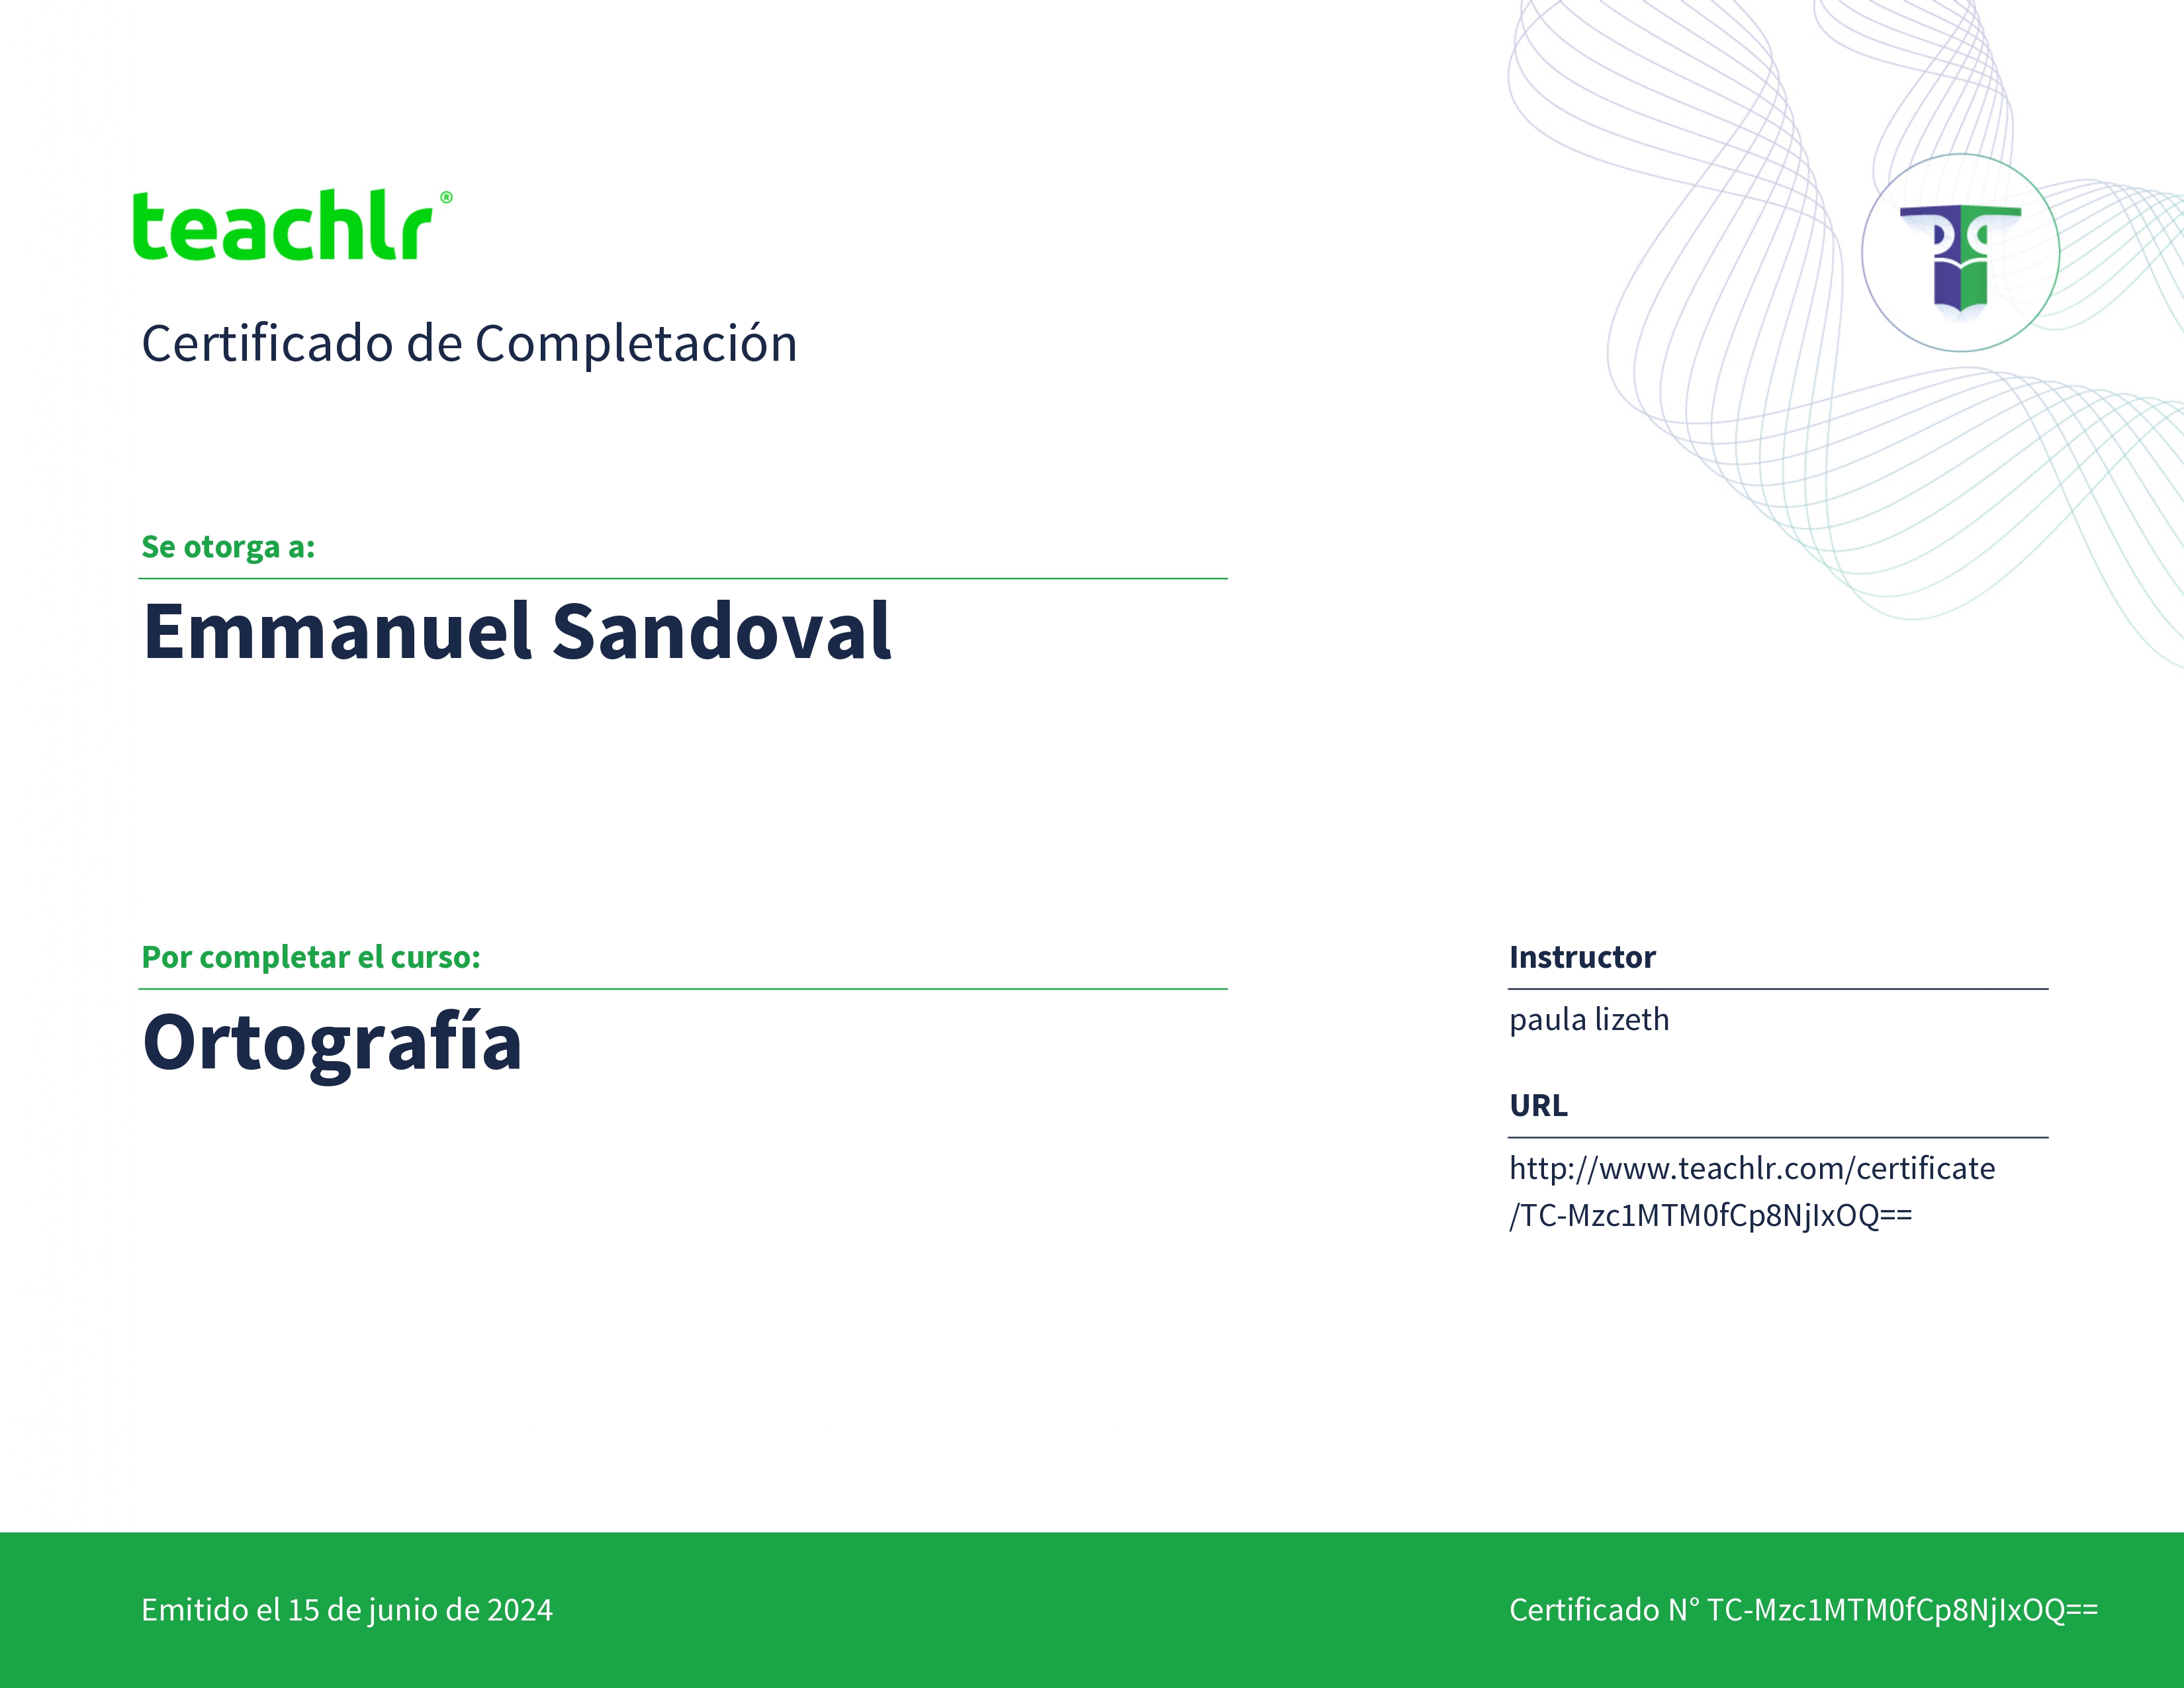 teachlr®
Certificado de Completación
Se otorga a:
Emmanuel Sandoval
Por completar el curso:
Ortografía
Instructor
paula lizeth
URL
http://www.teachlr.com/certificate
/TC-Mzc1MTM0fCp8NjIxOQ==
Emitido el 15 de junio de 2024
Certificado N° TC-Mzc1MTM0fCp8NjIxOQ==